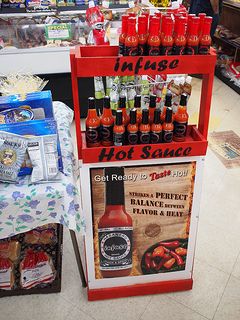 infuse
Hot Sauce
Get Ready to Taste Hot!
STRIKES A PERFECT
BALANCE BETWEEN
FLAVOR & HEAT
infuse